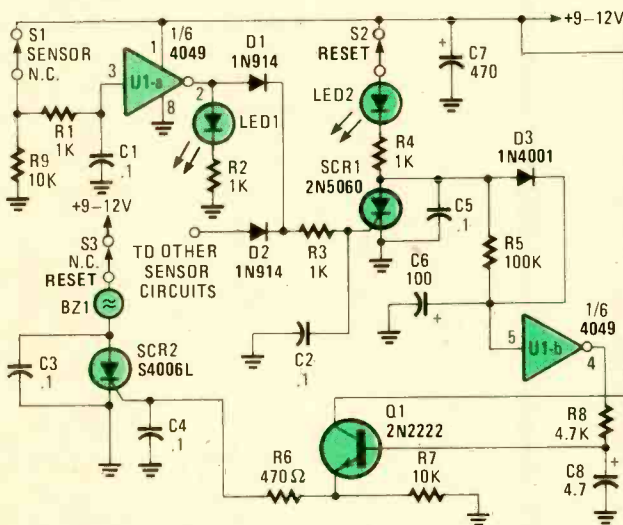 S1
SENSOR
N.C.
1/6
4049
1
3
U1-a
2
8
D1
1N914
S2
RESET
+
C7
470
+9–12V
R1
1K
C1
.1
R9
10K
LED1
R2
1K
LED2
R4
1K
SCR1
2N5060
D3
1N4001
+9–12V
S3
N.C.
RESET
BZ1
TO OTHER
SENSOR
CIRCUITS
D2
1N914
R3
1K
C5
.1
C6
100
+
R5
100K
1/6
4049
5
U1-b
4
C3
.1
SCR2
S4006L
C2
.1
C4
.1
Q1
2N2222
R8
4.7K
R6
470Ω
R7
10K
+
C8
4.7